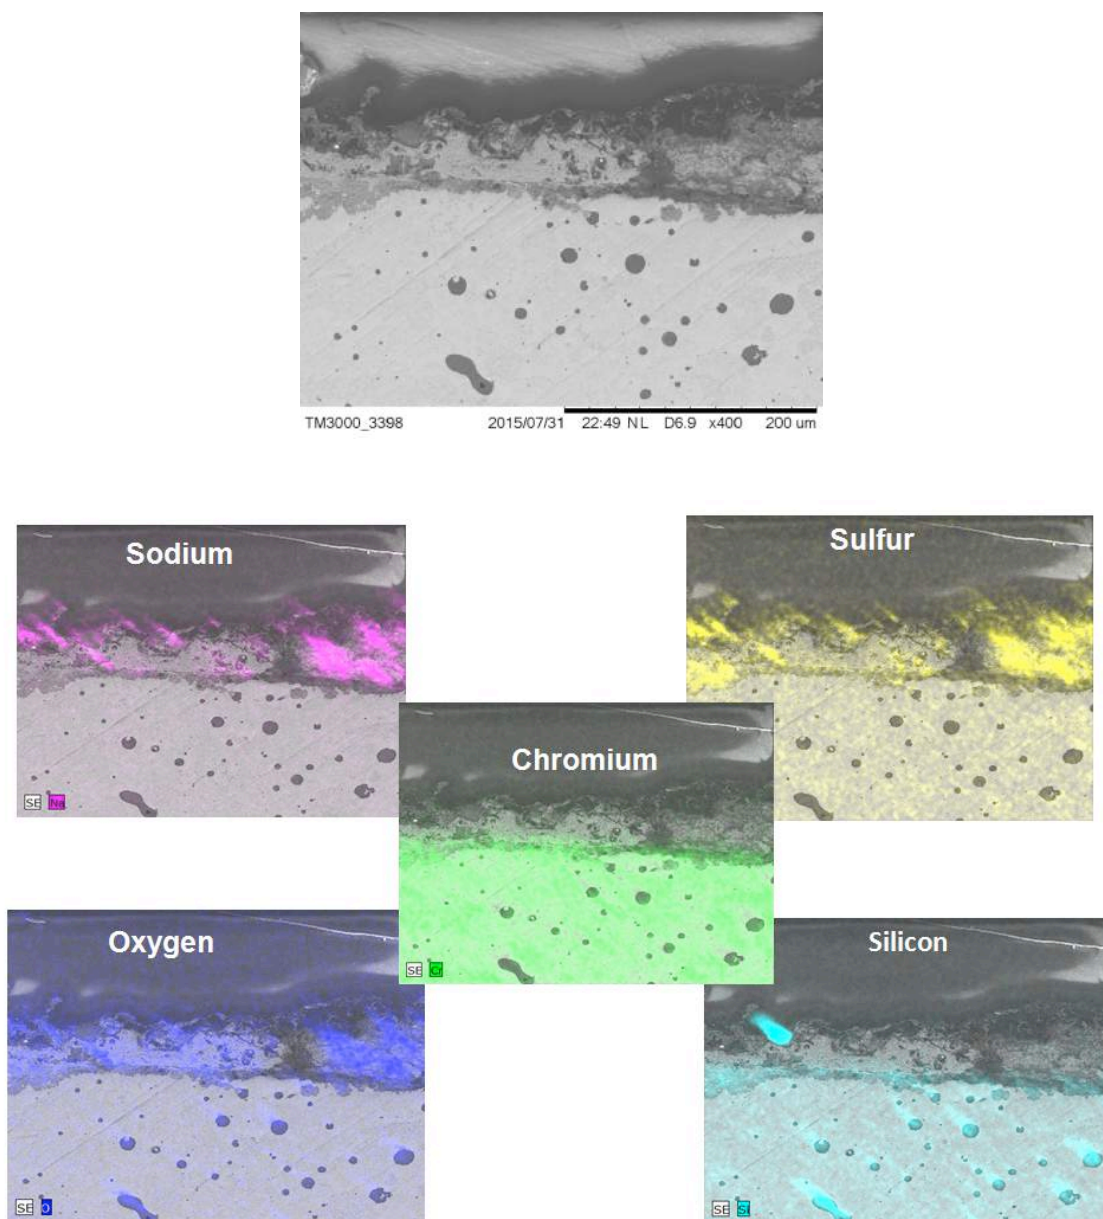 TM3000_3398 2015/07/31 22:49 NL D6.9 x400 200 um
Sodium
Sulfur
SE Na
Chromium
SE Cr
Oxygen
Silicon
SE O
SE Si